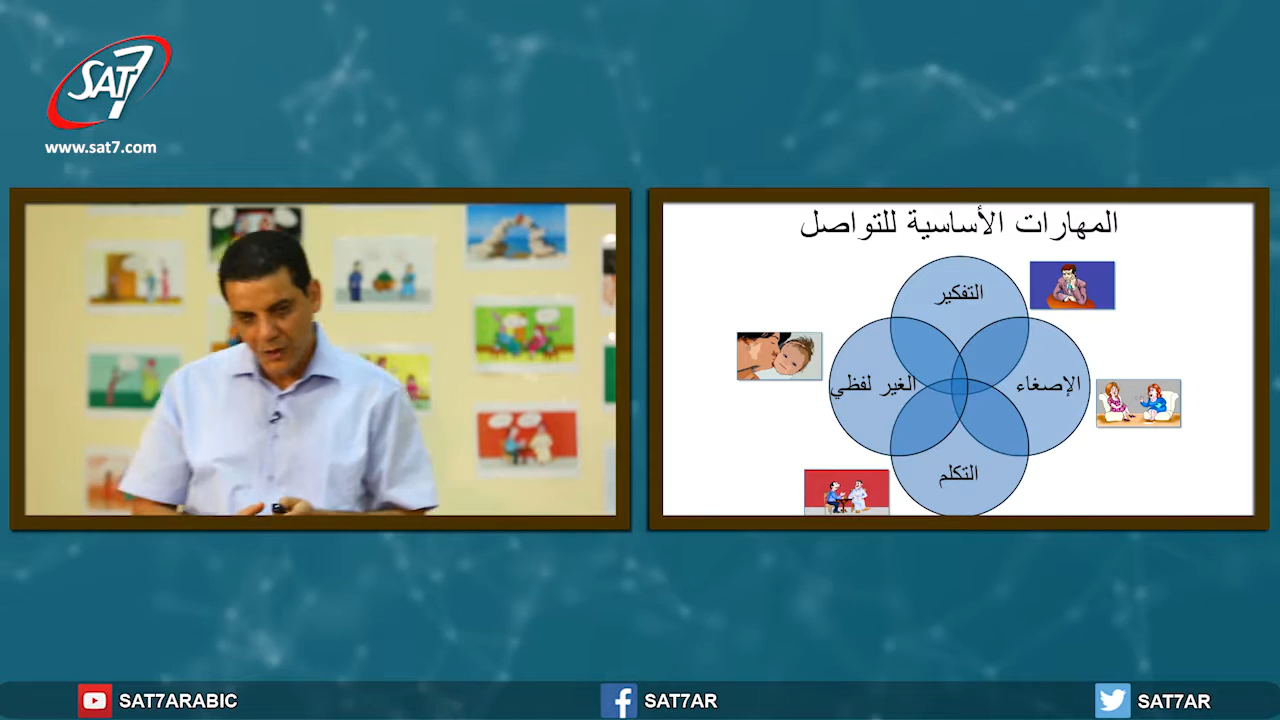 SAT7
www.sat7.com
المهارات الأساسية للتواصل
التفكير
الغير لفظي
الإصغاء
التكلم
SAT7ARABIC
SAT7AR
SAT7AR